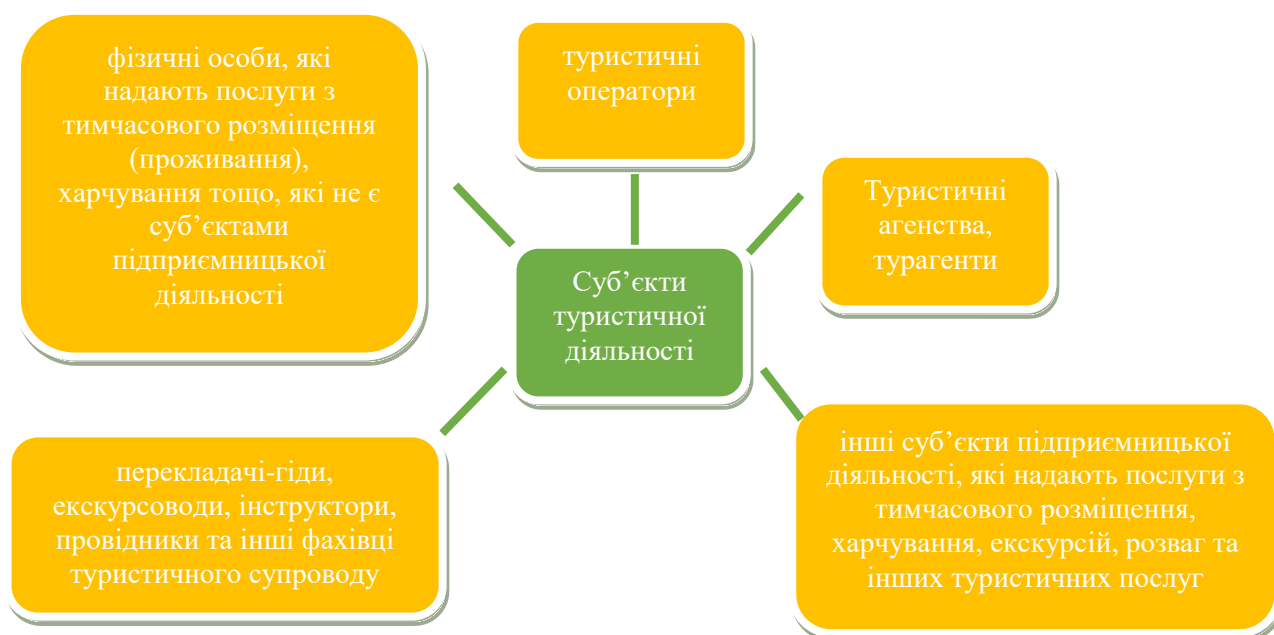 фізичні особи, які
надають послуги з
тимчасового розміщення
(проживання),
харчування тощо, які не є
суб’єктами
підприємницької
діяльності
туристичні
оператори
Туристичні
агенства,
турагенти
Суб’єкти
туристичної
діяльності
перекладачі-гіди,
екскурсоводи, інструктори,
провідники та інші фахівці
туристичного супроводу
інші суб’єкти підприємницької
діяльності, які надають послуги з
тимчасового розміщення,
харчування, екскурсій, розваг та
інших туристичних послуг